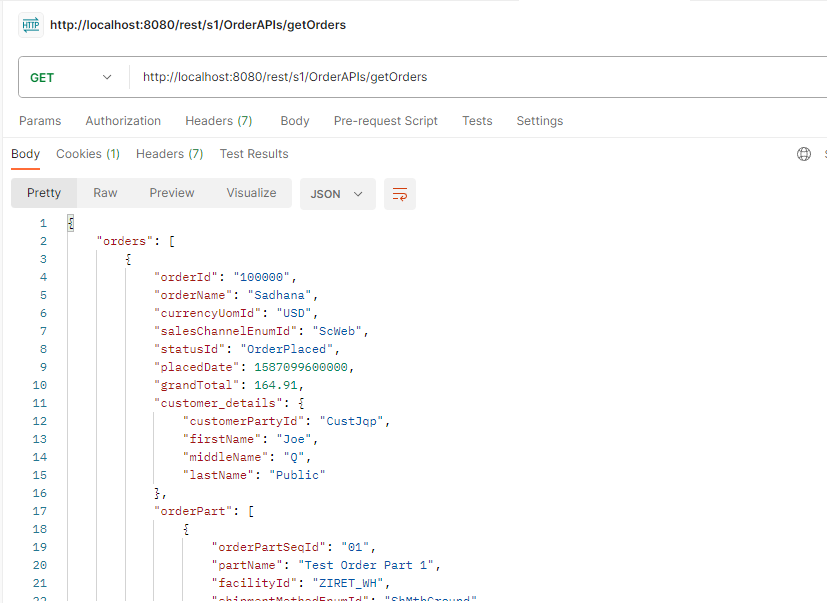 HTTP http://localhost:8080/rest/s1/OrderAPIs/getOrders
GET http://localhost:8080/rest/s1/OrderAPIs/getOrders
Params Authorization Headers (7) Body Pre-request Script Tests Settings
Body Cookies (1) Headers (7) Test Results
Pretty Raw Preview Visualize JSON
1 {
2 "orders": [
3 {
4 "orderId": "100000",
5 "orderName": "Sadhana",
6 "currencyUomId": "USD",
7 "salesChannelEnumId": "ScWeb",
8 "statusId": "OrderPlaced",
9 "placedDate": 1587099600000,
10 "grandTotal": 164.91,
11 "customer_details": {
12 "customerPartyId": "CustJqp",
13 "firstName": "Joe",
14 "middleName": "Q",
15 "lastName": "Public"
16 },
17 "orderPart": [
18 {
19 "orderPartSeqId": "01",
20 "partName": "Test Order Part 1",
21 "facilityId": "ZIRET_WH",
22 "shipmentMethodEnumId": "ShMthGround"